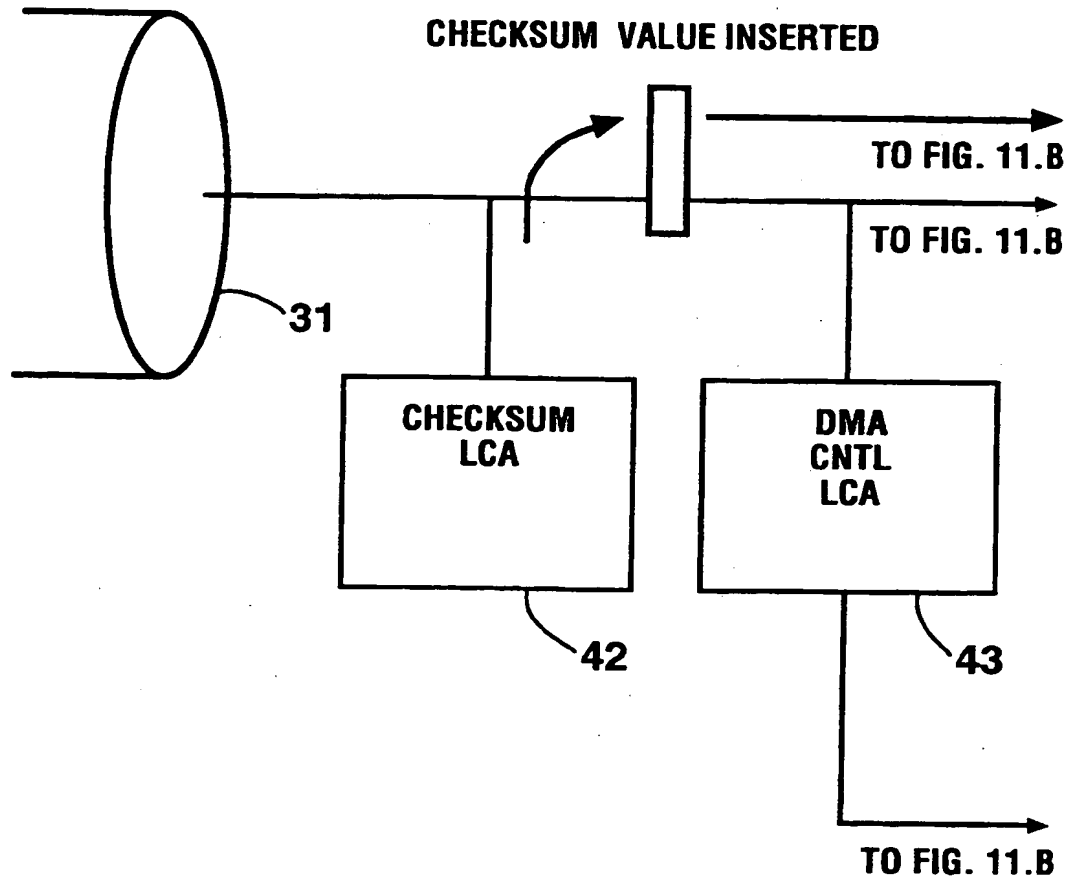 CHECKSUM VALUE INSERTED
TO FIG. 11.B
TO FIG. 11.B
31
CHECKSUM
LCA
DMA
CNTL
LCA
42
43
TO FIG. 11.B